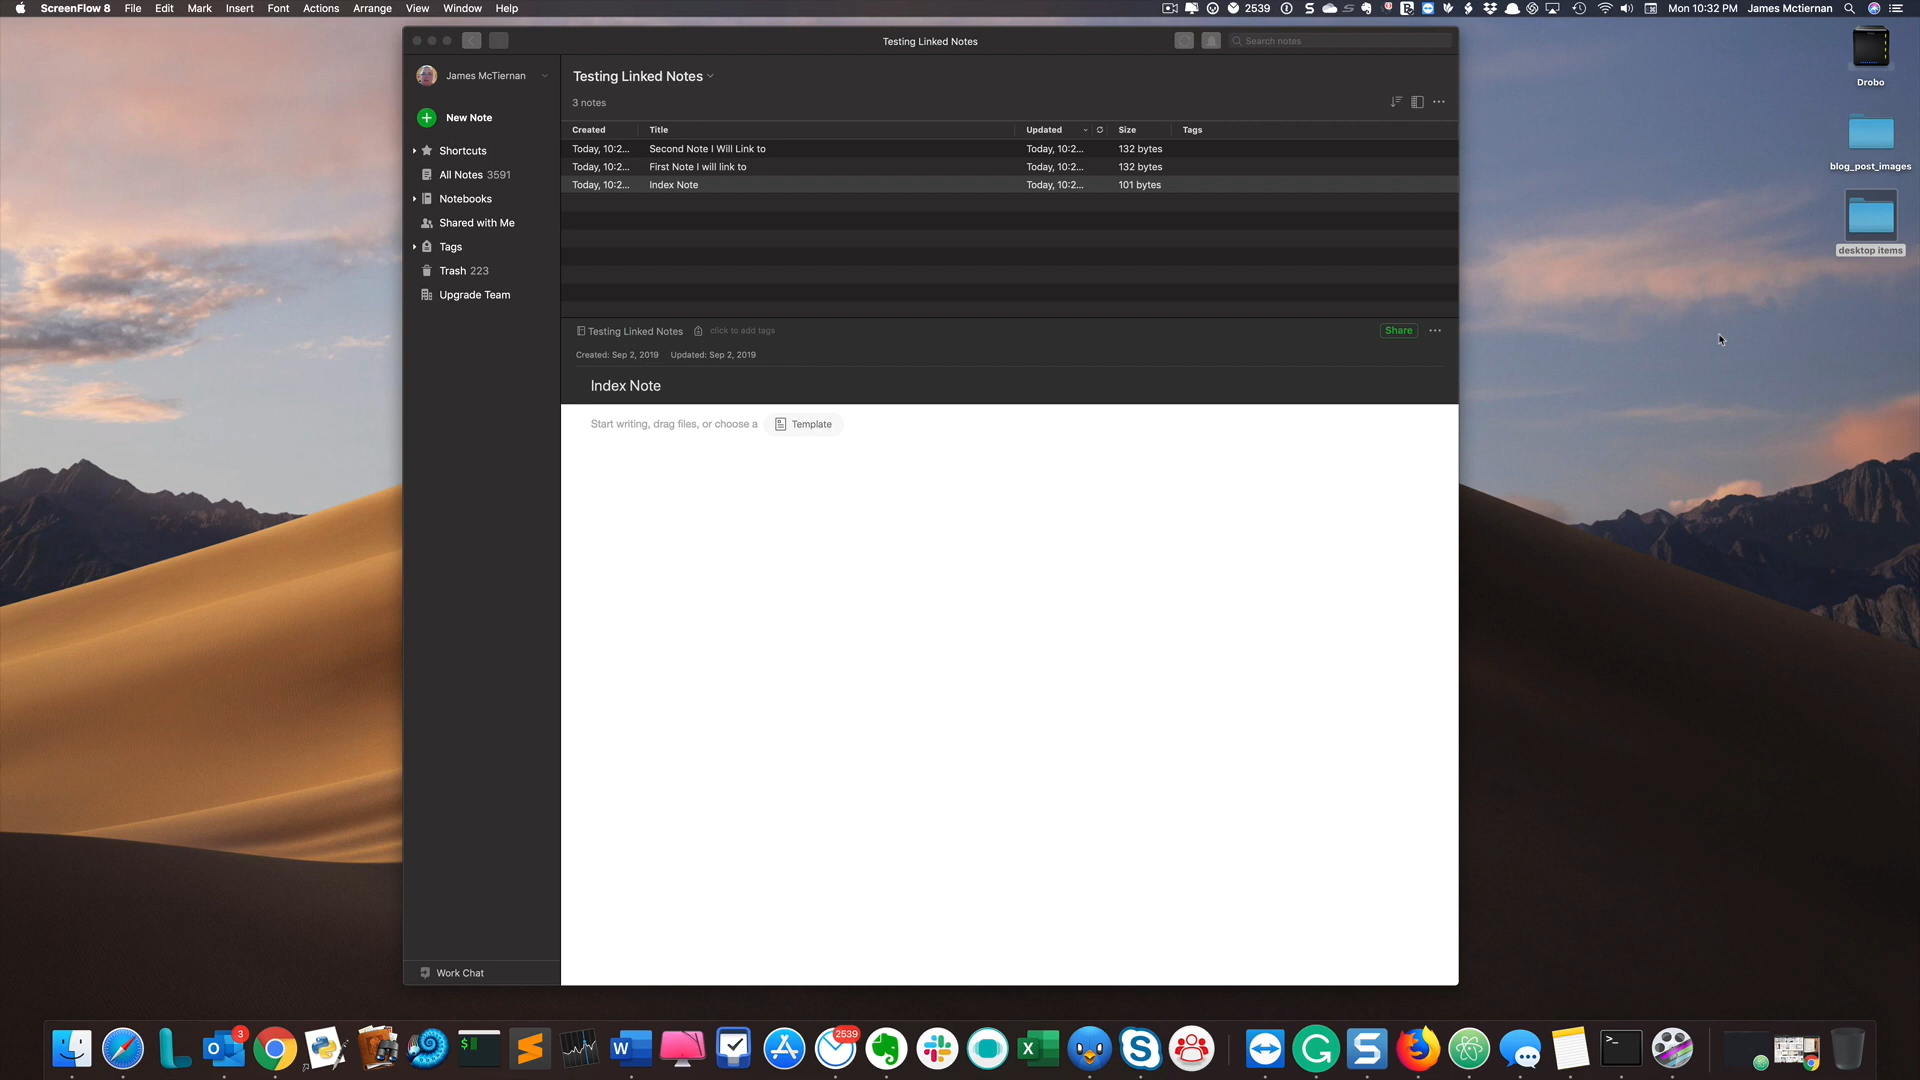 ScreenFlow 8 File Edit Mark Insert Font Actions Arrange View Window Help 2539 Mon 10:32 PM James Mctiernan
Testing Linked Notes
Search notes
Drobo
blog_post_images
desktop items
James McTiernan
New Note
Shortcuts
All Notes 3591
Notebooks
Shared with Me
Tags
Trash 223
Upgrade Team
Work Chat
Testing Linked Notes
3 notes
Created Title Updated Size Tags
Today, 10:2... Second Note I Will Link to Today, 10:2... 132 bytes
Today, 10:2... First Note I will link to Today, 10:2... 132 bytes
Today, 10:2... Index Note Today, 10:2... 101 bytes
Testing Linked Notes click to add tags Share
Created: Sep 2, 2019 Updated: Sep 2, 2019
Index Note
Start writing, drag files, or choose a Template
3
2539